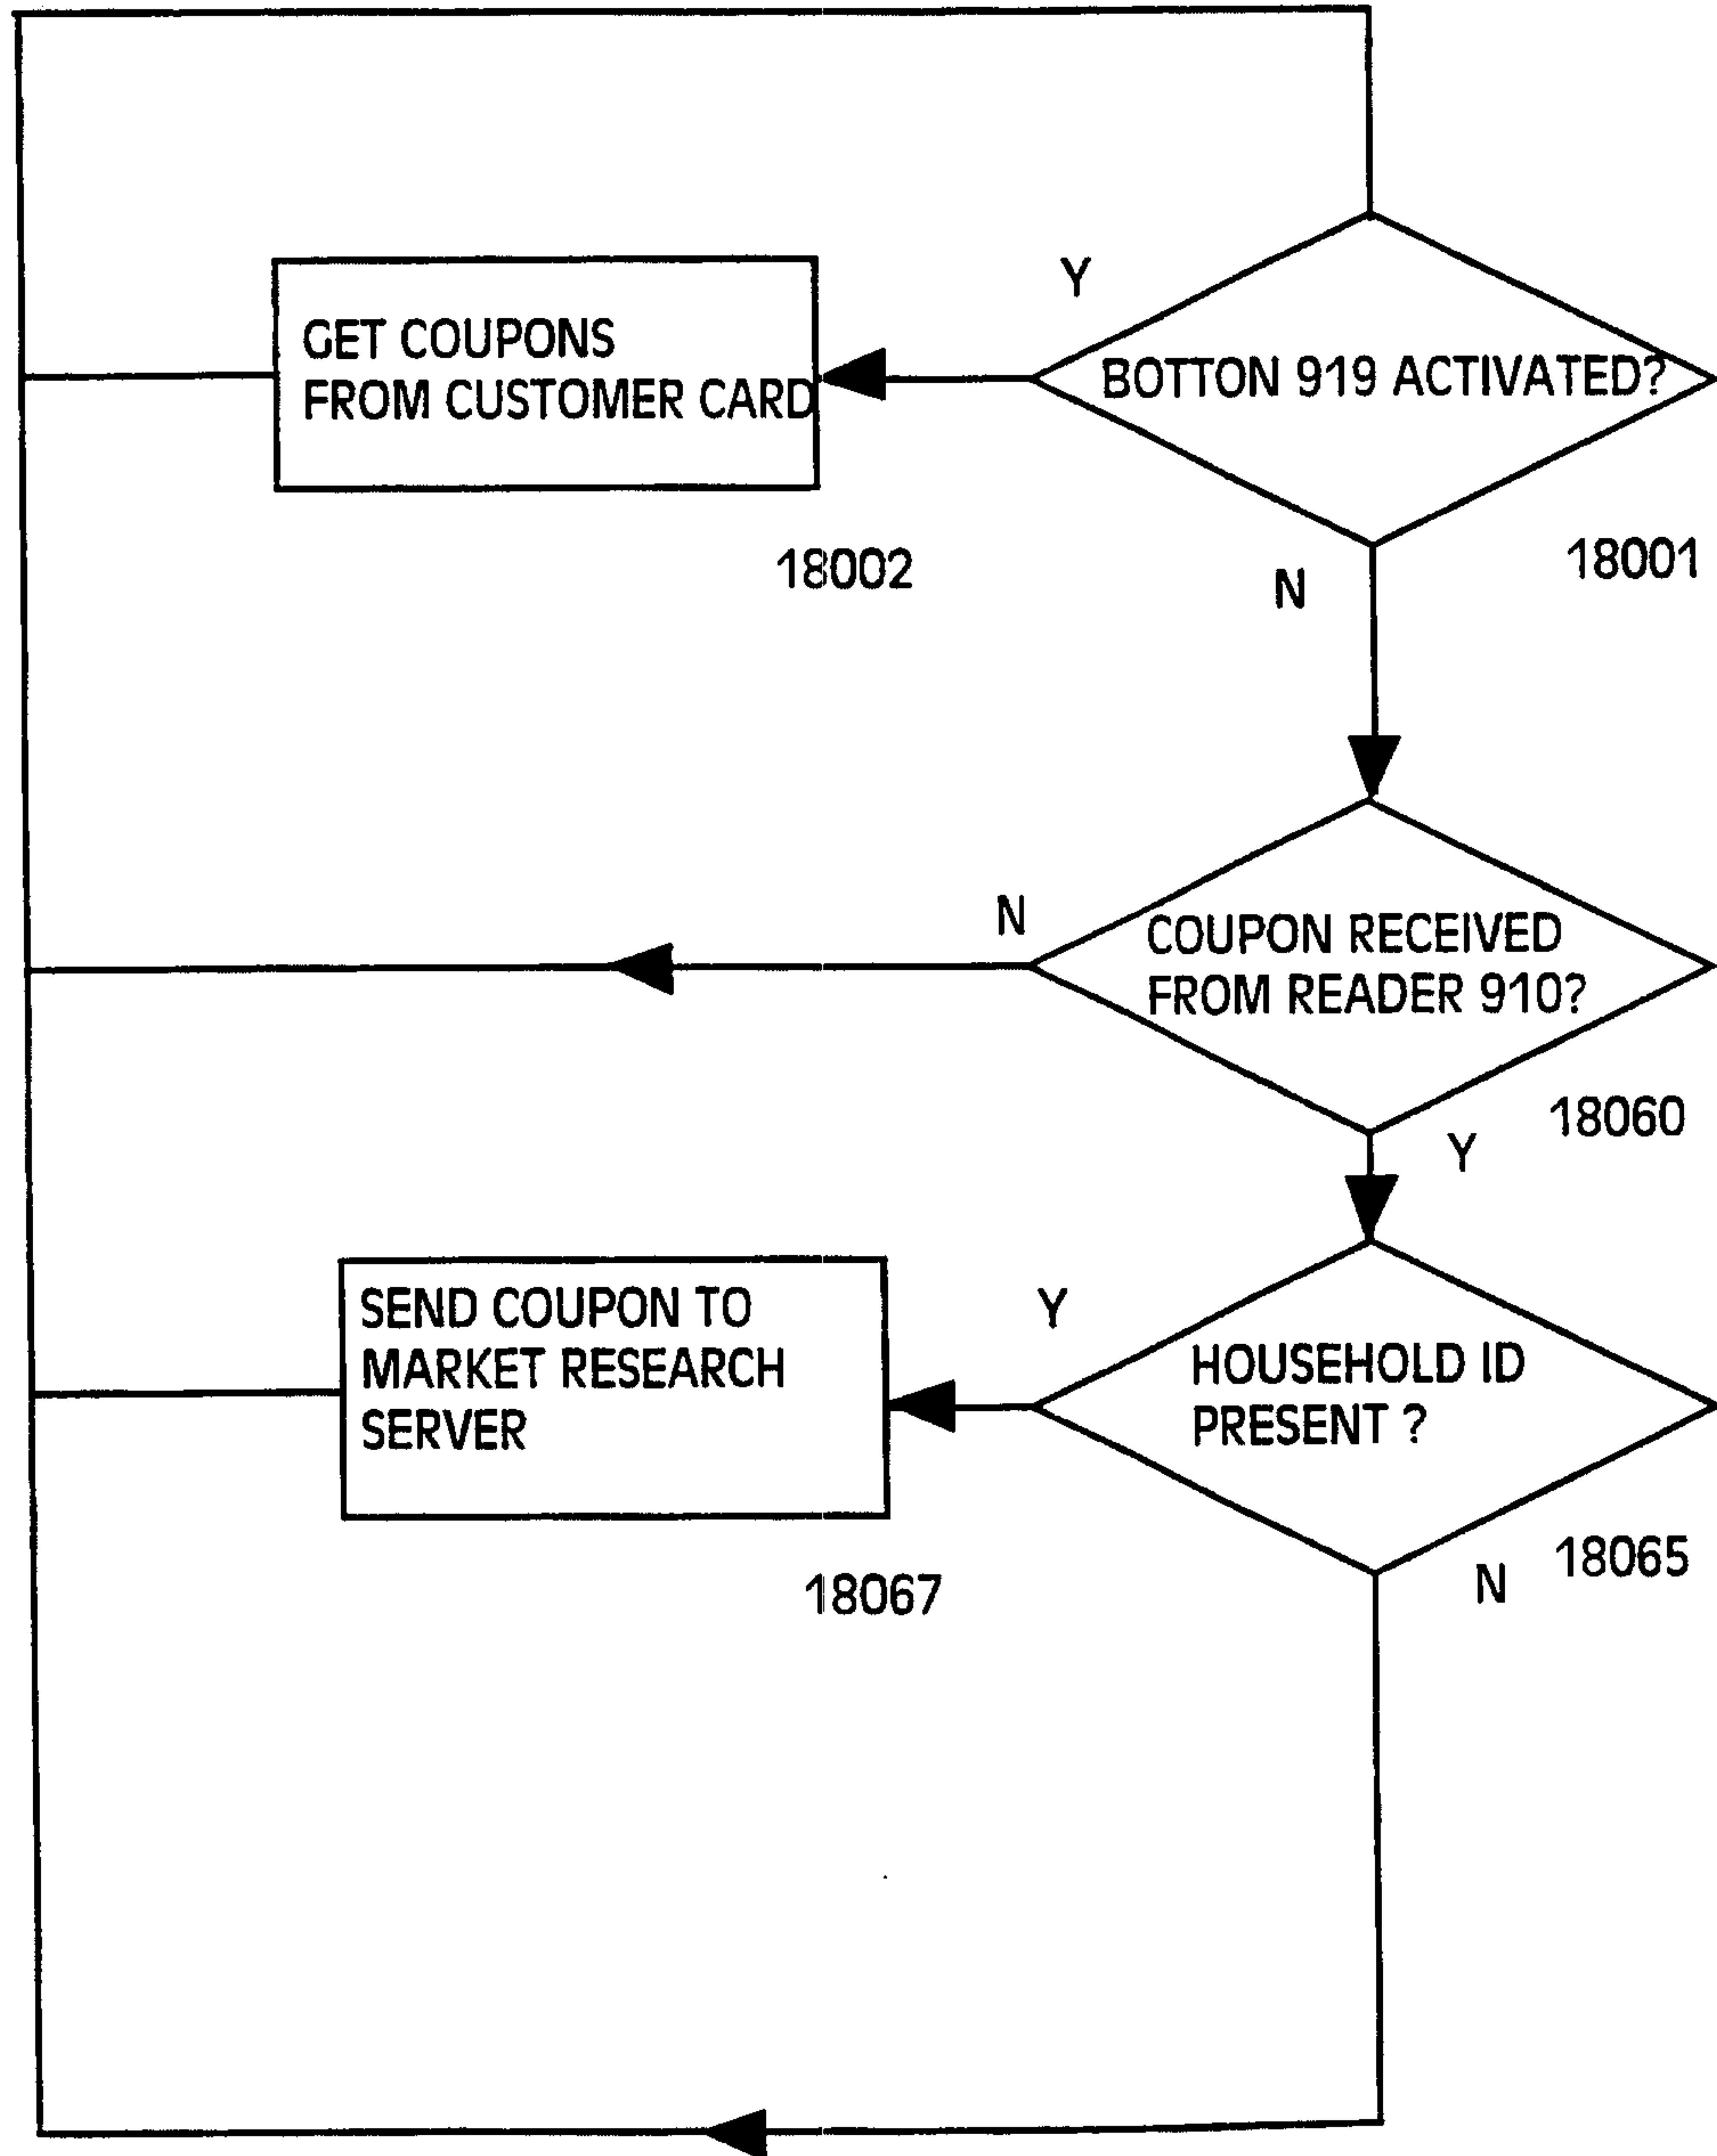 Y
GET COUPONS
FROM CUSTOMER CARD
BOTTON 919 ACTIVATED?
18002
18001
N
N
COUPON RECEIVED
FROM READER 910?
18060
Y
SEND COUPON TO
MARKET RESEARCH
SERVER
Y
HOUSEHOLD ID
PRESENT ?
18067
18065
N